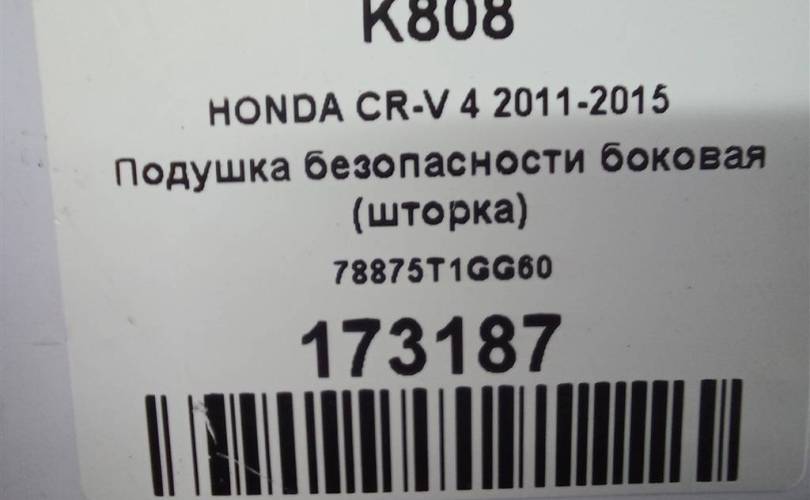 K808
HONDA CR-V 4 2011-2015
Подушка безопасности боковая
(шторка)
78875T1GG60
173187